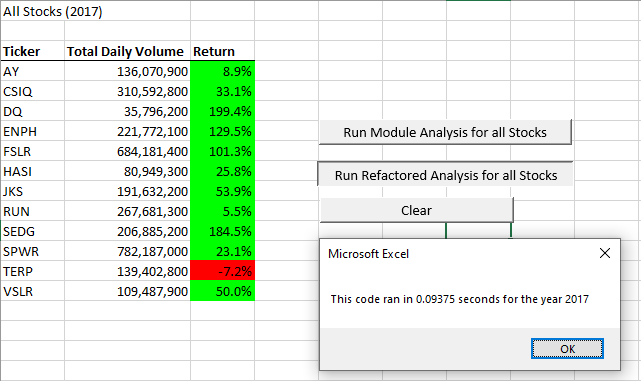 All Stocks (2017)
Ticker Total Daily Volume Return
AY 136,070,900 8.9%
CSIQ 310,592,800 33.1%
DQ 35,796,200 199.4%
ENPH 221,772,100 129.5%
FSLR 684,181,400 101.3%
HASI 80,949,300 25.8%
JKS 191,632,200 53.9%
RUN 267,681,300 5.5%
SEDG 206,885,200 184.5%
SPWR 782,187,000 23.1%
TERP 139,402,800 -7.2%
VSLR 109,487,900 50.0%
Run Module Analysis for all Stocks
Run Refactored Analysis for all Stocks
Clear
Microsoft Excel
This code ran in 0.09375 seconds for the year 2017
OK